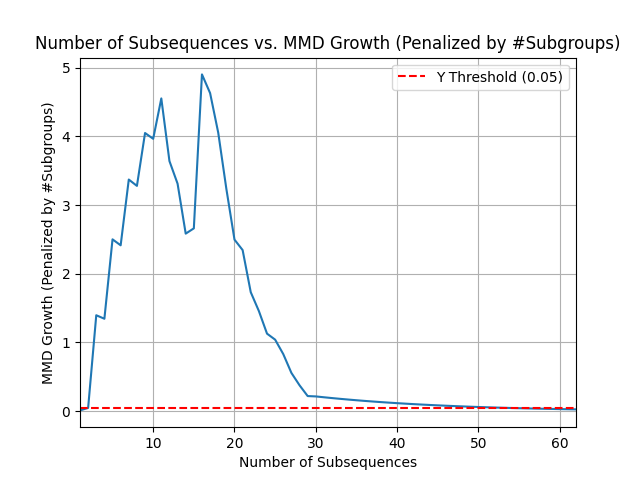 Number of Subsequences vs. MMD Growth (Penalized by #Subgroups)
Y Threshold (0.05)
MMD Growth (Penalized by #Subgroups)
5
4
3
2
1
0
10 20 30 40 50 60
Number of Subsequences